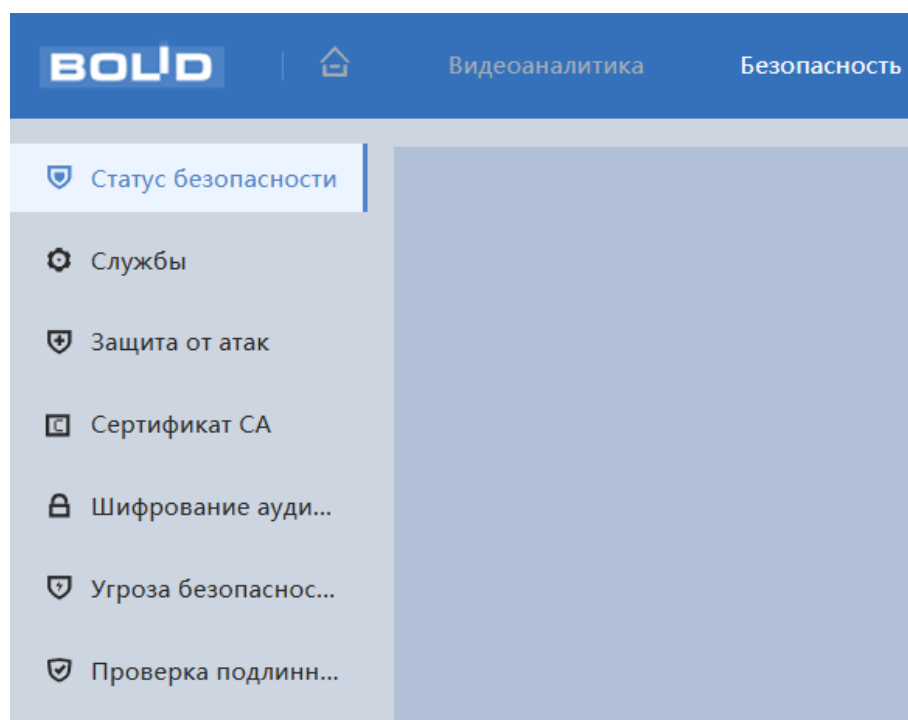 BOLID
Видеоаналитика
Безопасность
Статус безопасности
Службы
Защита от атак
Сертификат CA
Шифрование ауди...
Угроза безопаснос...
Проверка подлинн...